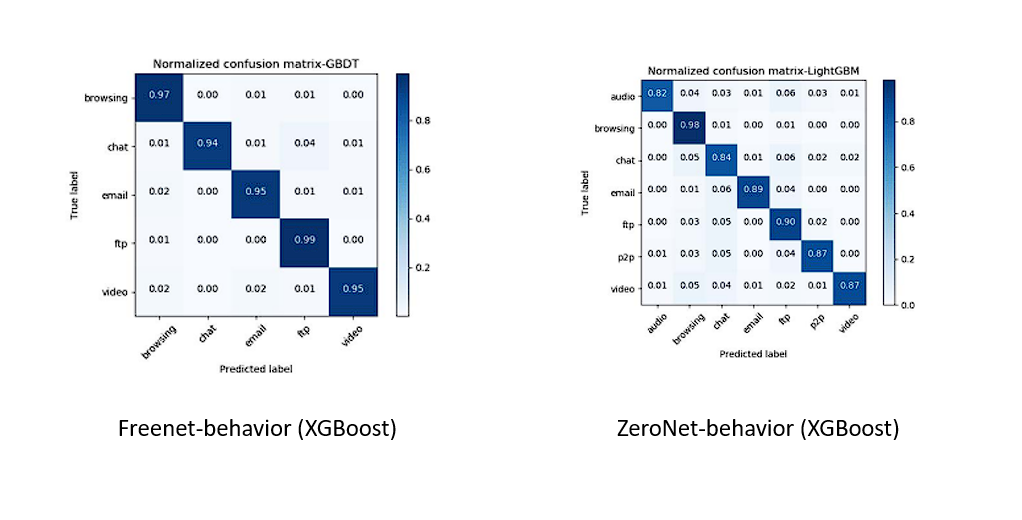 Normalized confusion matrix-GBDT
True label
browsing 0.97 0.00 0.01 0.01 0.00
chat 0.01 0.94 0.01 0.04 0.01
email 0.02 0.00 0.95 0.01 0.01
ftp 0.01 0.00 0.00 0.99 0.00
video 0.02 0.00 0.02 0.01 0.95
browsing chat email ftp video
Predicted label
0.8
0.6
0.4
0.2
Freenet-behavior (XGBoost)
Normalized confusion matrix-LightGBM
True label
audio 0.82 0.04 0.03 0.01 0.06 0.03 0.01
browsing 0.00 0.98 0.01 0.00 0.01 0.00 0.00
chat 0.00 0.05 0.84 0.01 0.06 0.02 0.02
email 0.00 0.01 0.06 0.89 0.04 0.00 0.00
ftp 0.00 0.03 0.05 0.00 0.90 0.02 0.00
p2p 0.01 0.03 0.05 0.00 0.04 0.87 0.00
video 0.01 0.05 0.04 0.01 0.02 0.01 0.87
audio browsing chat email ftp p2p video
Predicted label
0.8
0.6
0.4
0.2
0.0
ZeroNet-behavior (XGBoost)